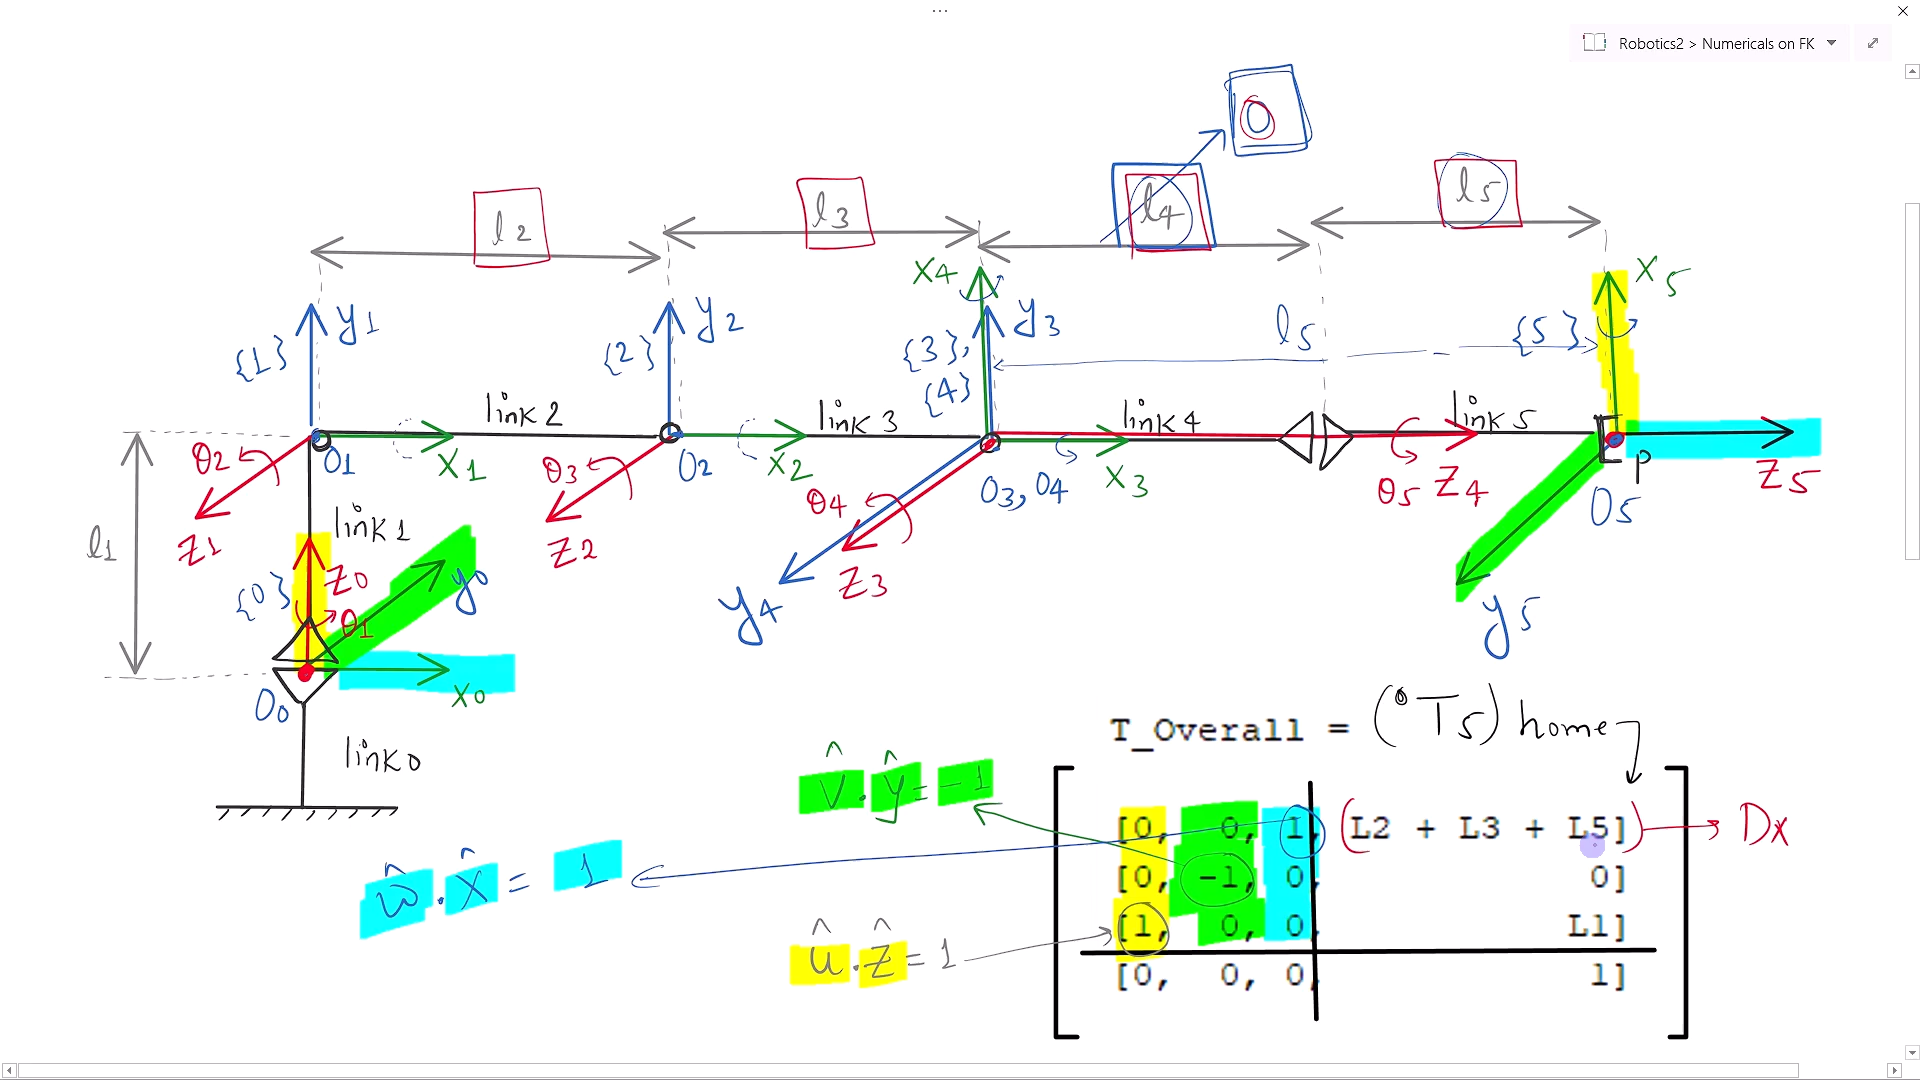 Robotics2 > Numericals on FK
0
l2
l3
l4
l5
x4
x5
y1
y2
y3
{1}
{2}
{3},
{4}
l5
{5}
link 2
link 3
link 4
link 5
θ2
O1
x1
θ3
O2
x2
θ4
O3, O4
x3
θ5
z4
P
O5
z5
l1
link 1
z1
z2
z3
y4
y5
{0}
z0
y0
θ1
x0
O0
link 0
T_Overall = (⁰T5) home
v̂.ŷ = -1
ŵ.x̂ = 1
û.ẑ = 1
[0, 0, 1, (L2 + L3 + L5]) → Dx
[0, -1, 0, 0]
[1, 0, 0, L1]
[0, 0, 0, 1]